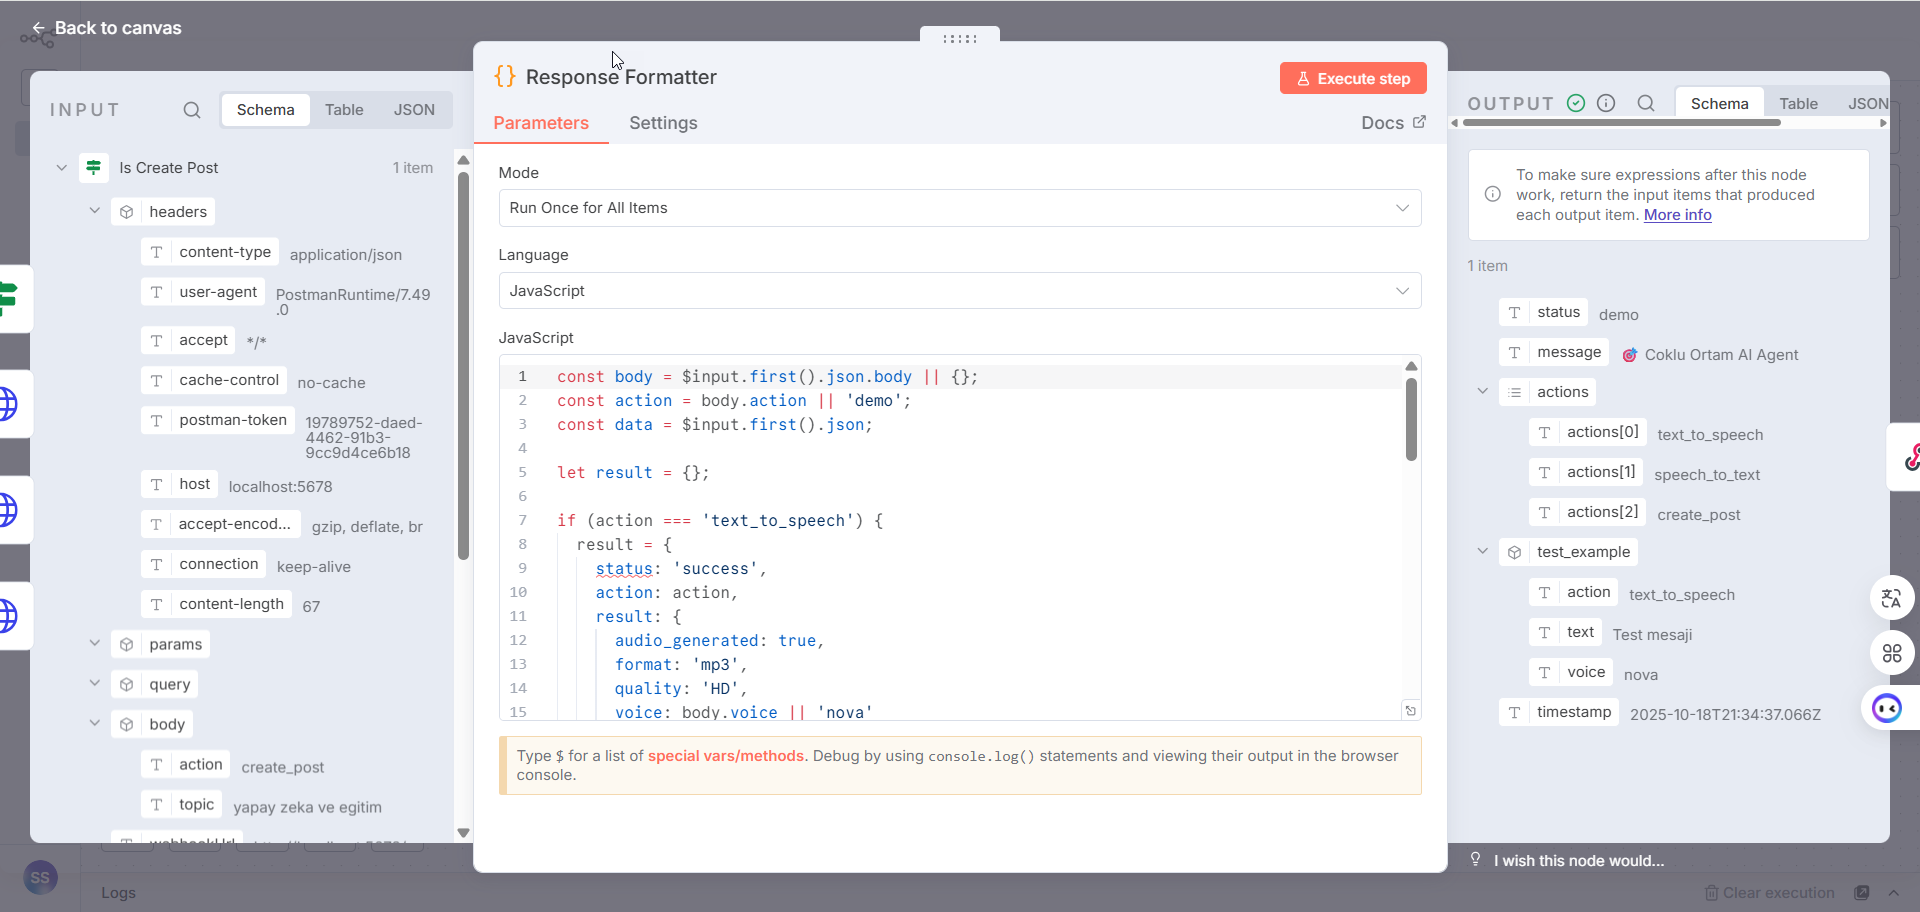 Back to canvas
INPUT
Schema
Table
JSON
Is Create Post
1 item
headers
T content-type application/json
T user-agent PostmanRuntime/7.49
.0
T accept */*
T cache-control no-cache
T postman-token 19789752-daed-
4462-91b3-
9cc9d4ce6b18
T host localhost:5678
T accept-encod... gzip, deflate, br
T connection keep-alive
T content-length 67
params
query
body
T action create_post
T topic yapay zeka ve egitim
SS
Logs
Response Formatter
Execute step
Parameters
Settings
Docs
Mode
Run Once for All Items
Language
JavaScript
JavaScript
1 const body = $input.first().json.body || {};
2 const action = body.action || 'demo';
3 const data = $input.first().json;
4
5 let result = {};
6
7 if (action === 'text_to_speech') {
8 result = {
9 status: 'success',
10 action: action,
11 result: {
12 audio_generated: true,
13 format: 'mp3',
14 quality: 'HD',
15 voice: body.voice || 'nova'
Type $ for a list of special vars/methods. Debug by using console.log() statements and viewing their output in the browser
console.
OUTPUT
Schema
Table
JSON
To make sure expressions after this node
work, return the input items that produced
each output item. More info
1 item
T status demo
T message 🎯 Coklu Ortam AI Agent
actions
T actions[0] text_to_speech
T actions[1] speech_to_text
T actions[2] create_post
test_example
T action text_to_speech
T text Test mesaji
T voice nova
T timestamp 2025-10-18T21:34:37.066Z
I wish this node would...
Clear execution